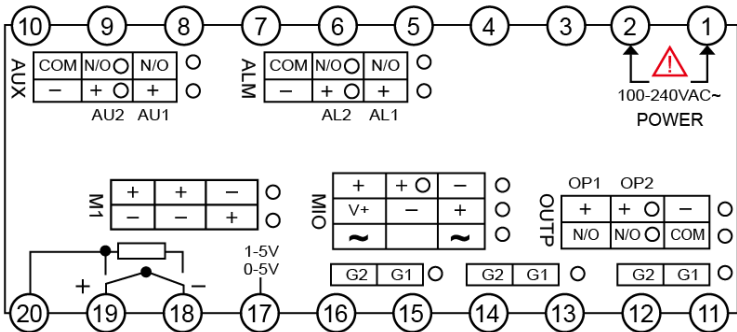 10 9 8 7 6 5 4 3 2 1
AUX COM N/O N/O
− + +
AU2 AU1
ALM COM N/O N/O
− + +
AL2 AL1
!
100-240VAC~
POWER
M1 + + −
− − +
MIO + + −
V+ − +
~ ~
OUTP OP1 OP2
+ + −
N/O N/O COM
1-5V
0-5V
+ −
G2 G1 G2 G1 G2 G1
20 19 18 17 16 15 14 13 12 11